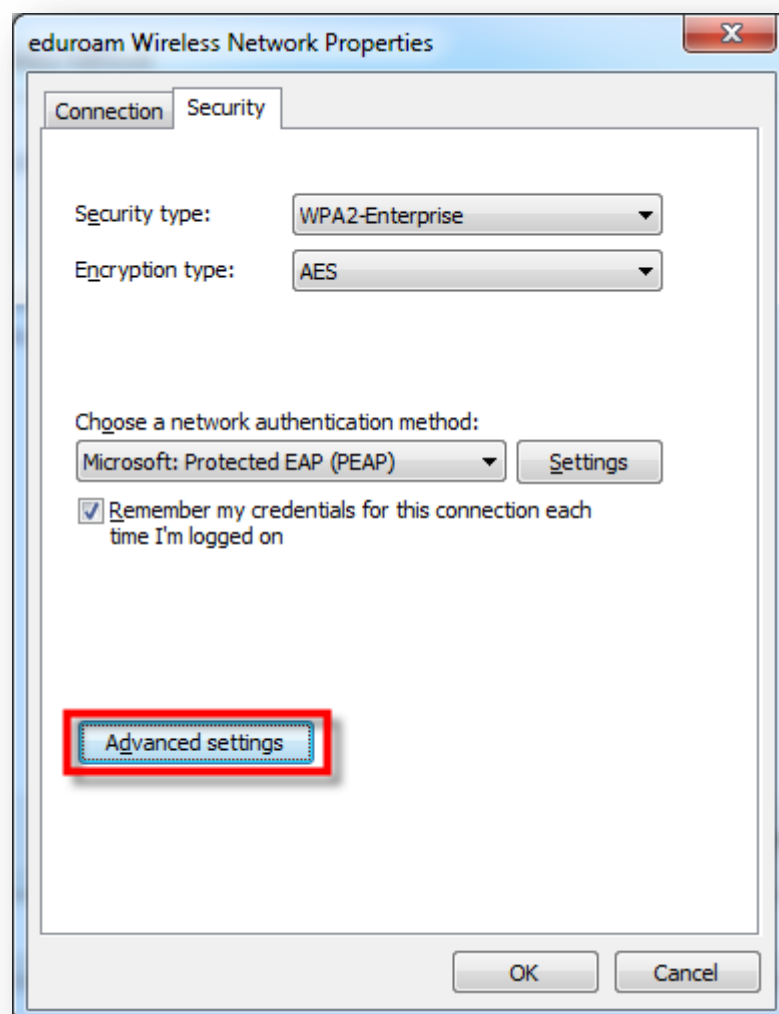 eduroam Wireless Network Properties
Connection
Security
Security type:
WPA2-Enterprise
Encryption type:
AES
Choose a network authentication method:
Microsoft: Protected EAP (PEAP)
Settings
Remember my credentials for this connection each
time I'm logged on
Advanced settings
OK
Cancel